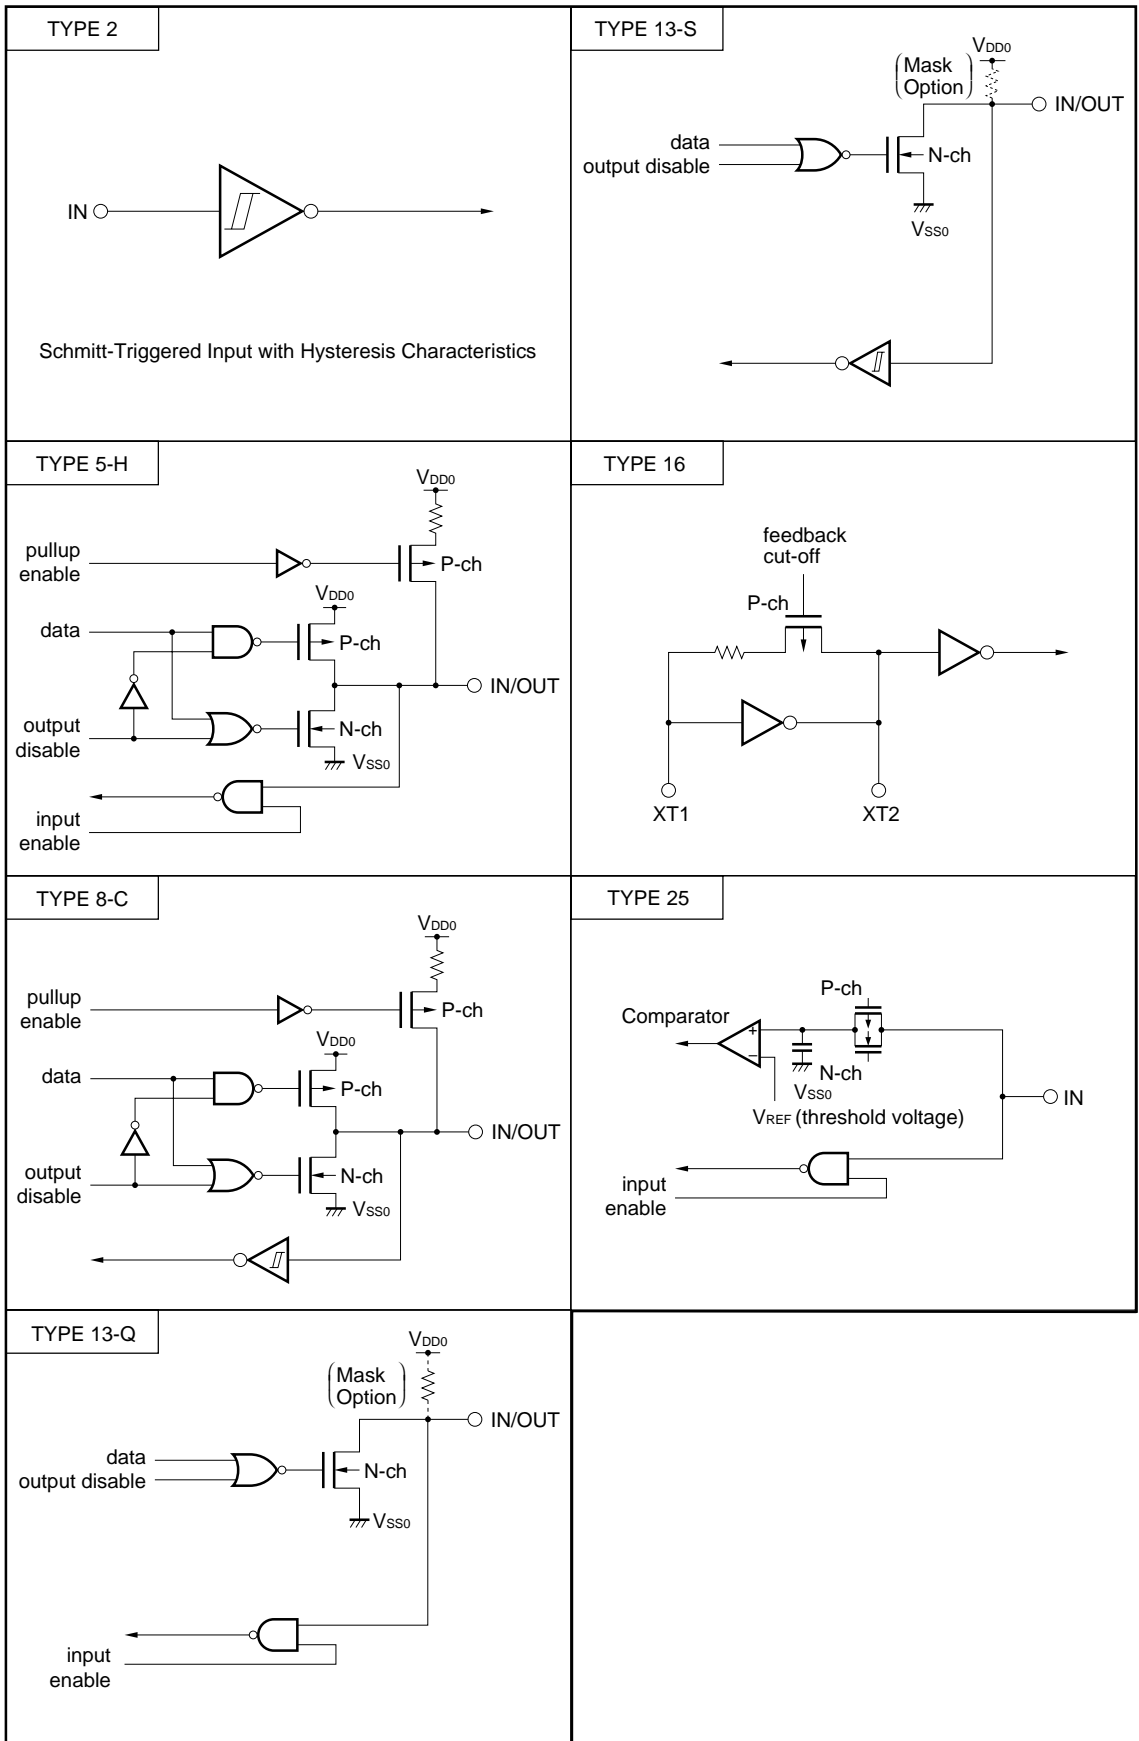 TYPE 2
IN
Schmitt-Triggered Input with Hysteresis Characteristics
TYPE 13-S
VDD0
(Mask
Option)
IN/OUT
data
output disable
N-ch
VSS0
TYPE 5-H
VDD0
pullup
enable
P-ch
VDD0
data
P-ch
IN/OUT
output
disable
N-ch
VSS0
input
enable
TYPE 16
feedback
cut-off
P-ch
XT1
XT2
TYPE 8-C
VDD0
pullup
enable
P-ch
VDD0
data
P-ch
IN/OUT
output
disable
N-ch
VSS0
TYPE 25
P-ch
Comparator
+
−
N-ch
VSS0
VREF (threshold voltage)
IN
input
enable
TYPE 13-Q
VDD0
(Mask
Option)
IN/OUT
data
output disable
N-ch
VSS0
input
enable